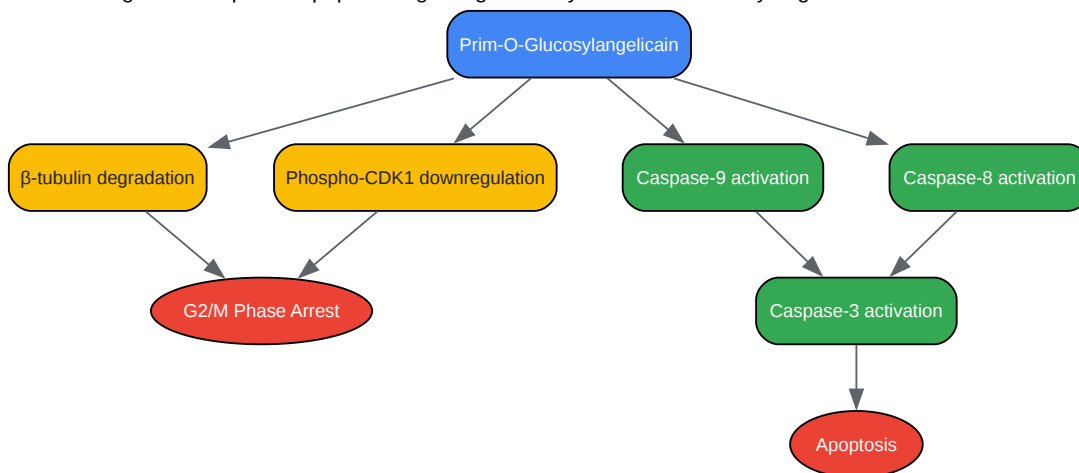 Prim-O-Glucosylangelicain
β-tubulin degradation
Phospho-CDK1 downregulation
Caspase-9 activation
Caspase-8 activation
G2/M Phase Arrest
Caspase-3 activation
Apoptosis